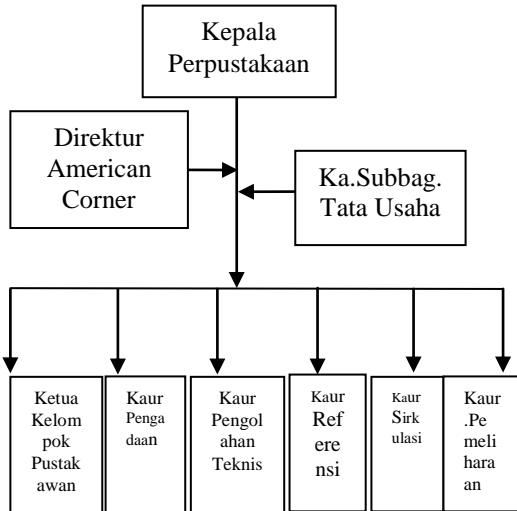 Kepala
Perpustakaan
Direktur
American
Corner
Ka.Subbag.
Tata Usaha
Ketua
Kelom
pok
Pustak
awan
Kaur
Penga
daan
Kaur
Pengol
ahan
Teknis
Kaur
Ref
ere
nsi
Kaur
Sirk
ulasi
Kaur
.Pe
meli
hara
an